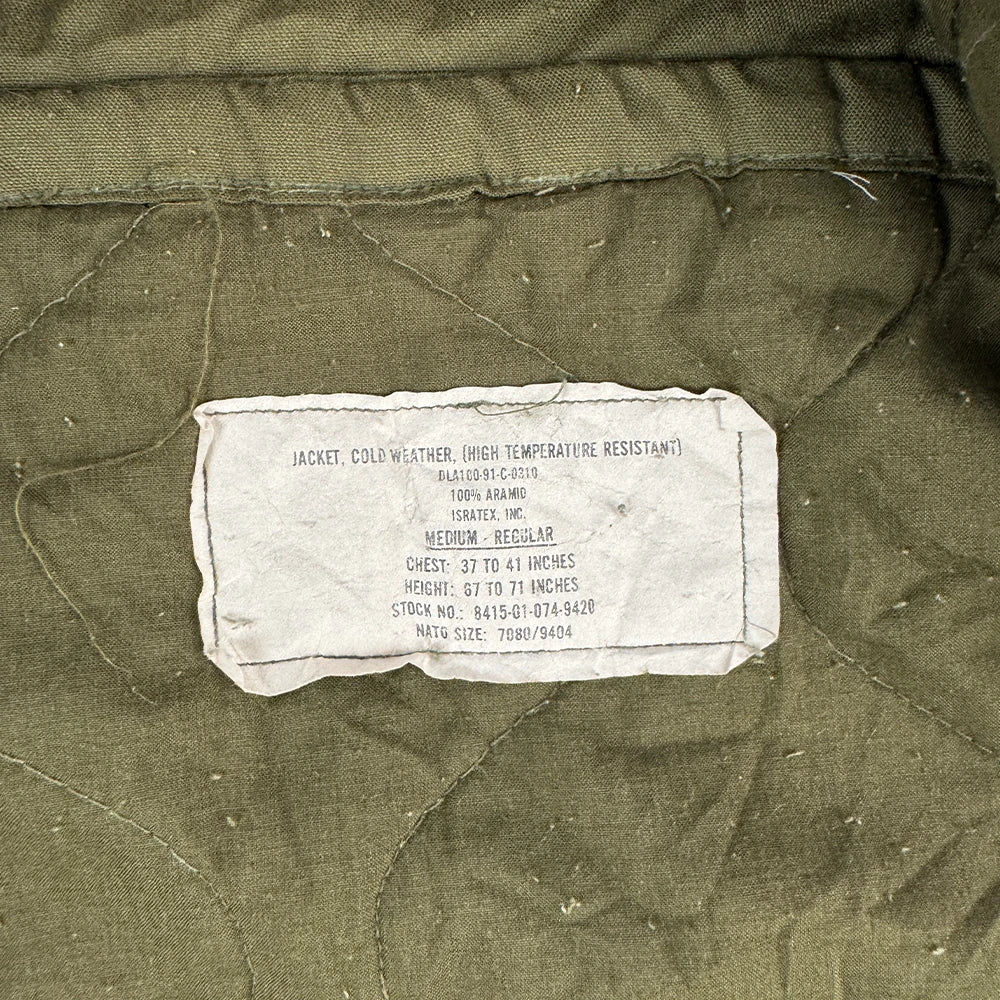 JACKET, COLD WEATHER, (HIGH TEMPERATURE RESISTANT)
DLA100-91-C-0310
100% ARAMID
ISRATEX, INC.
MEDIUM - REGULAR
CHEST: 37 TO 41 INCHES
HEIGHT: 67 TO 71 INCHES
STOCK NO.: 8415-01-074-9420
NATO SIZE: 7080/9404